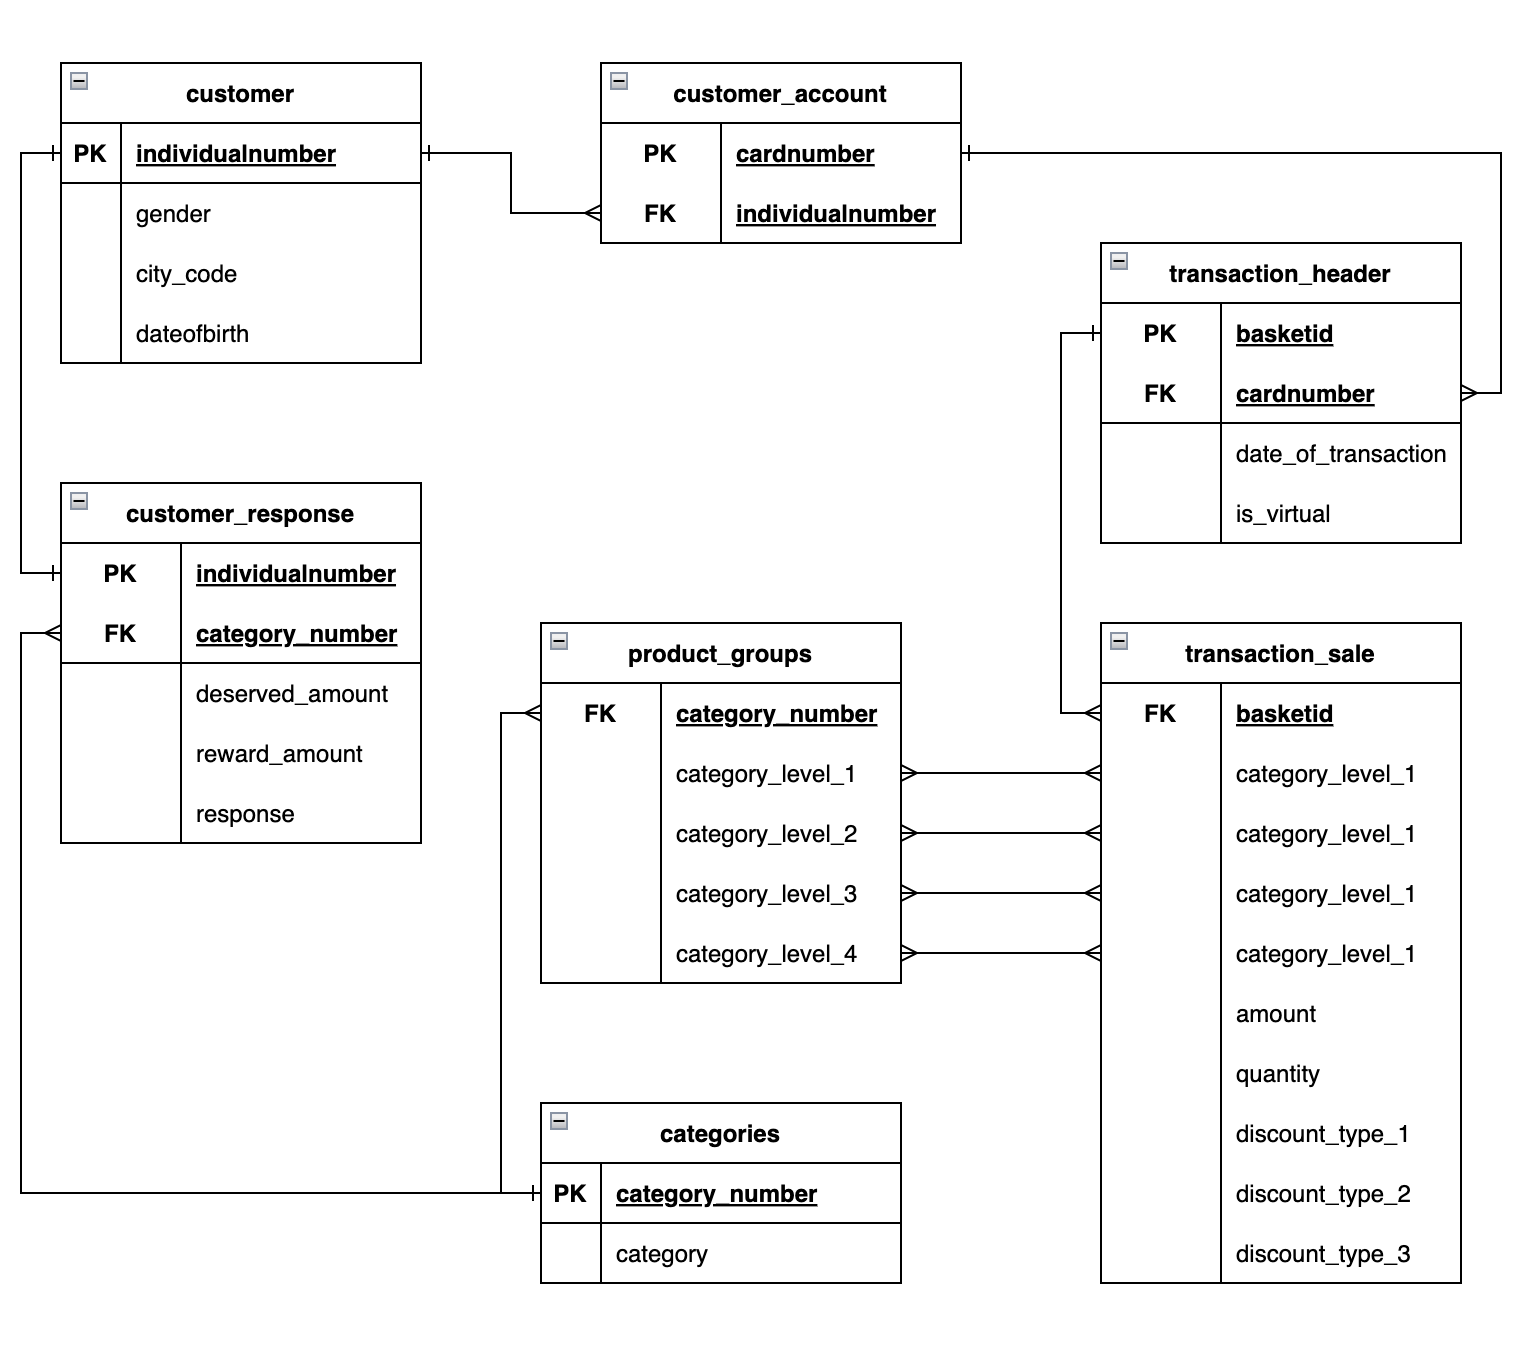 customer
PK individualnumber
gender
city_code
dateofbirth
customer_account
PK cardnumber
FK individualnumber
transaction_header
PK basketid
FK cardnumber
date_of_transaction
is_virtual
customer_response
PK individualnumber
FK category_number
deserved_amount
reward_amount
response
product_groups
FK category_number
category_level_1
category_level_2
category_level_3
category_level_4
transaction_sale
FK basketid
category_level_1
category_level_1
category_level_1
category_level_1
amount
quantity
discount_type_1
discount_type_2
discount_type_3
categories
PK category_number
category